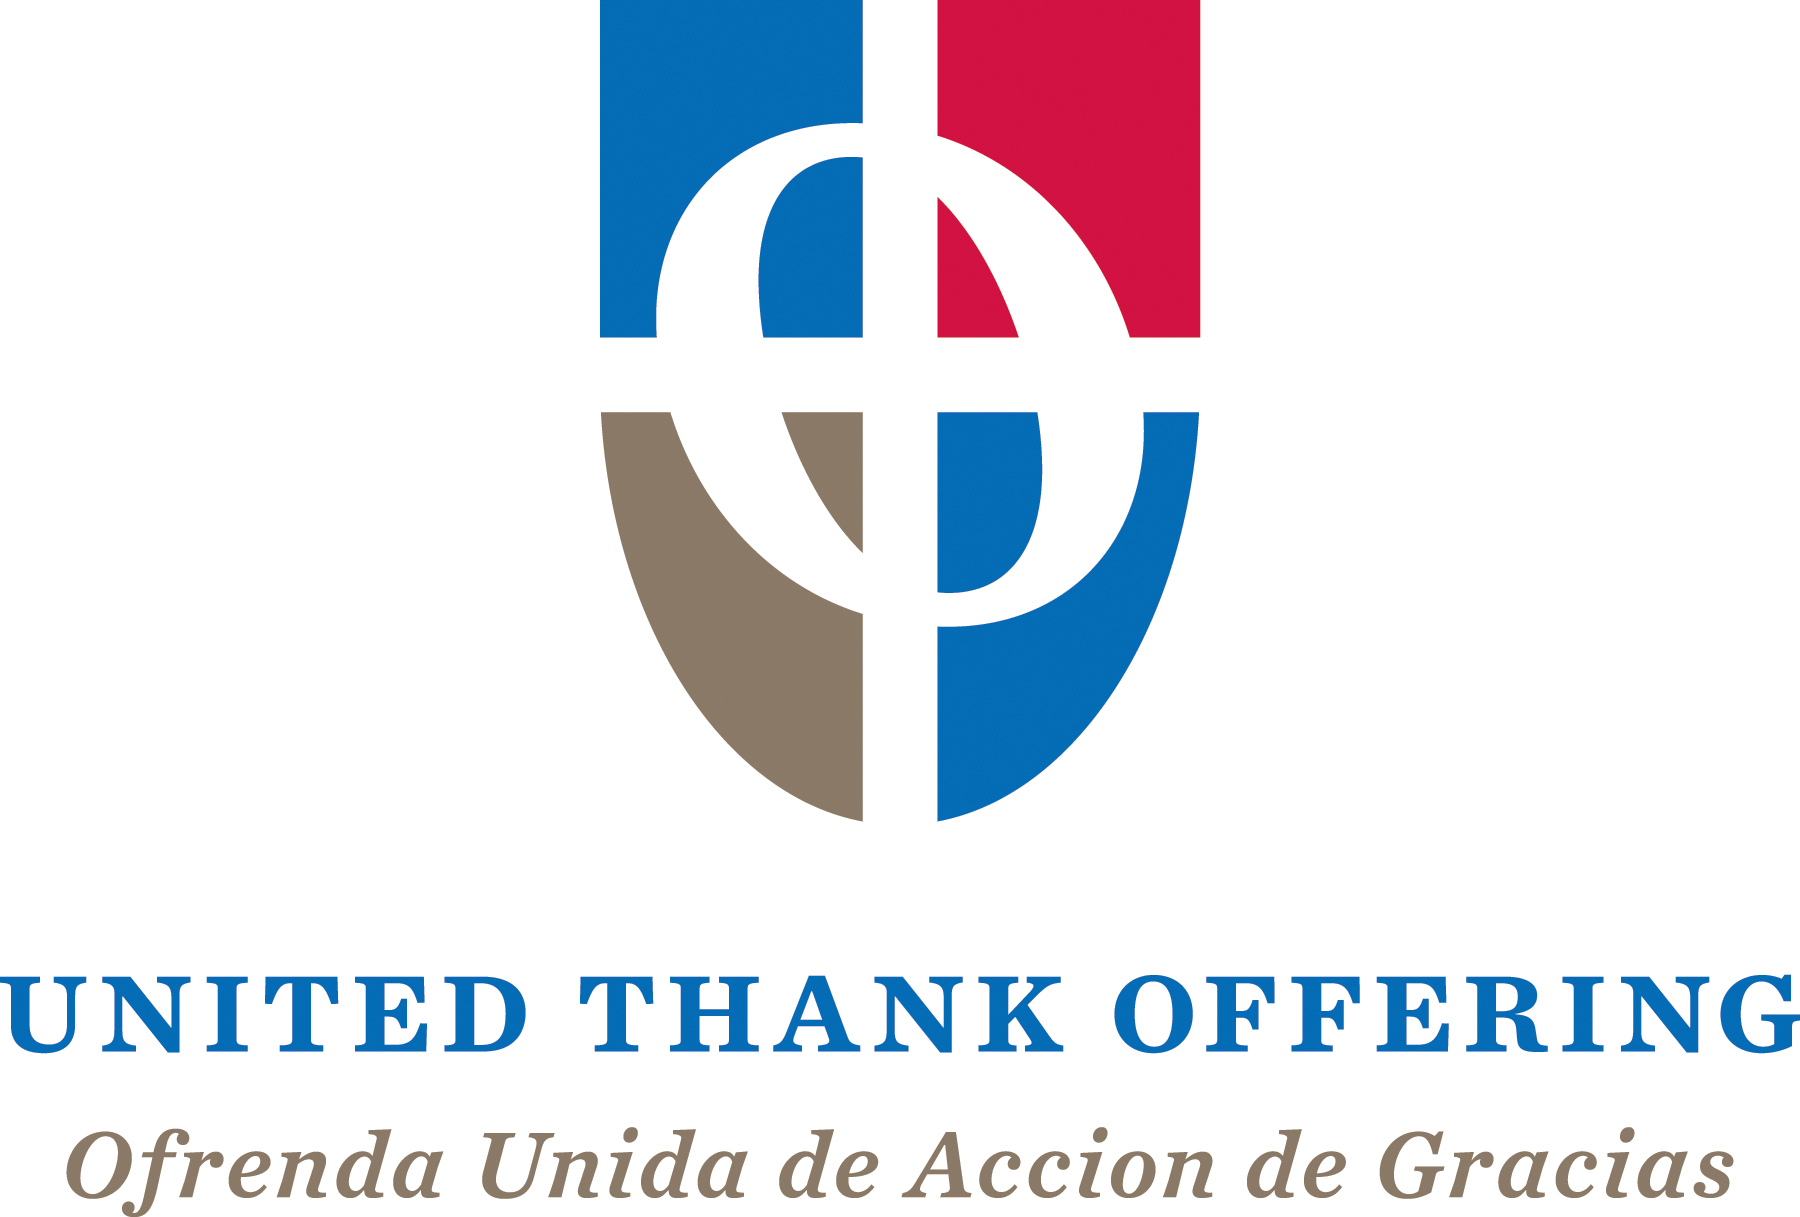 UNITED THANK OFFERING
Ofrenda Unida de Accion de Gracias